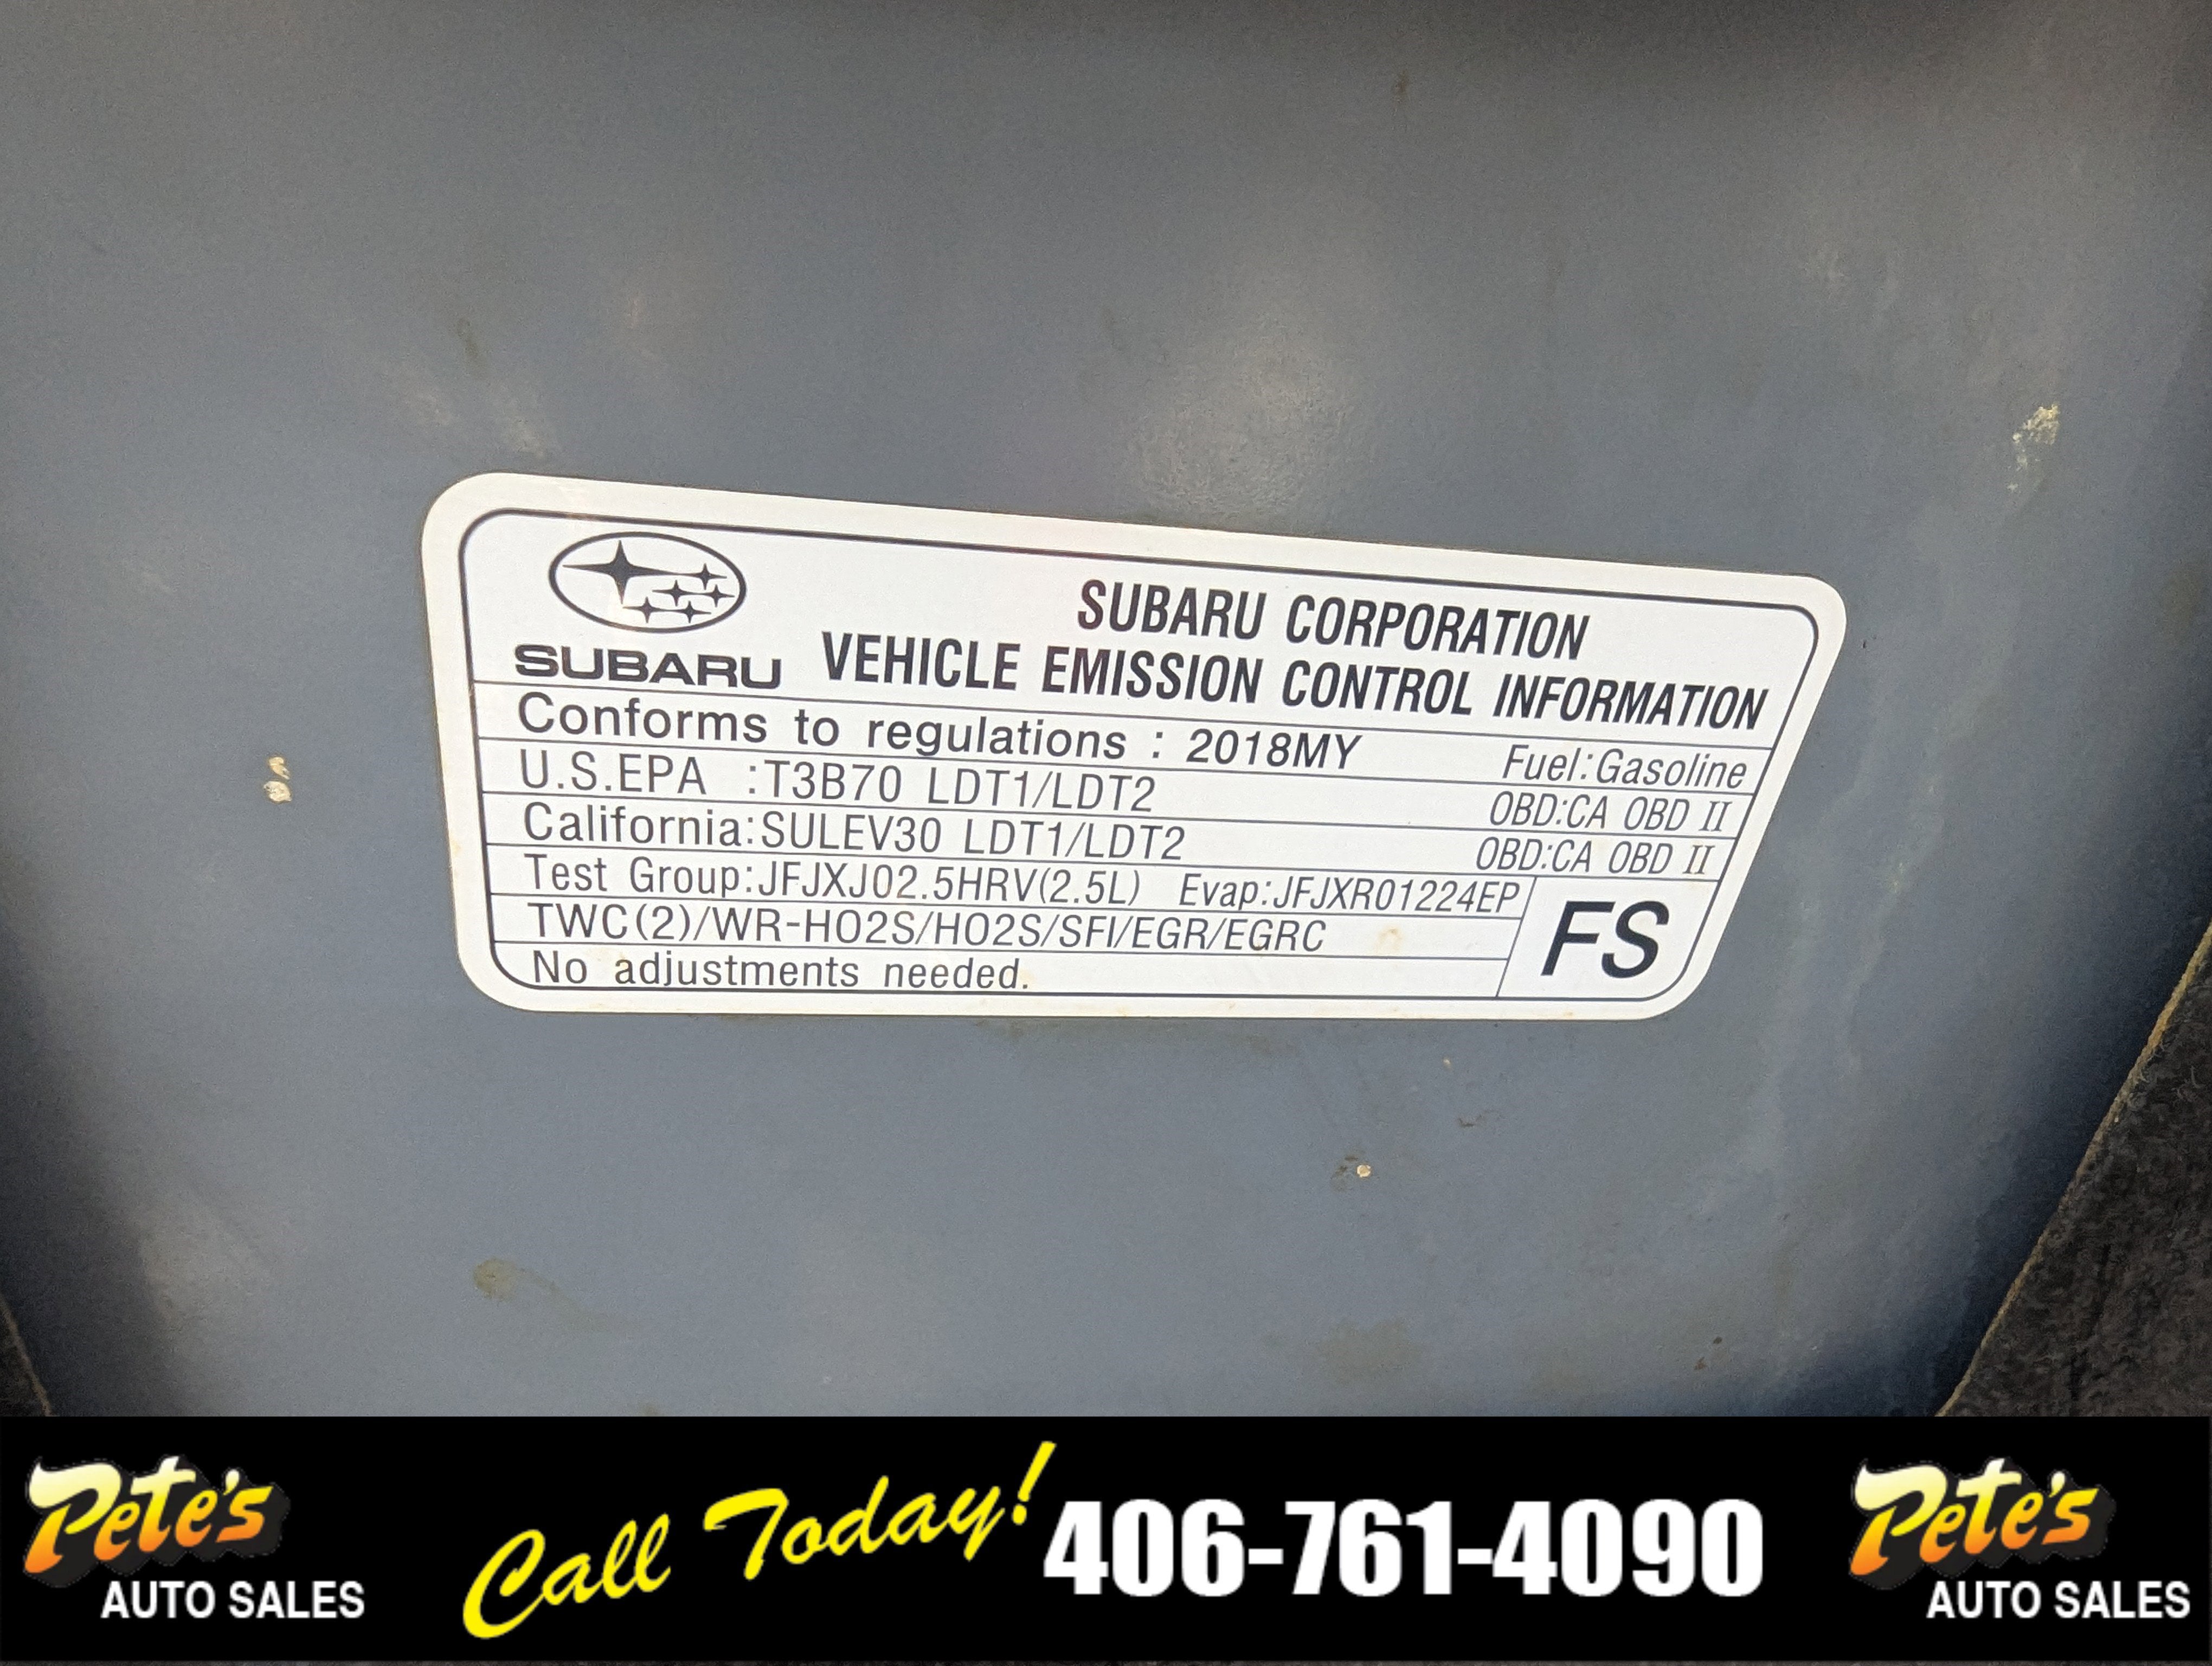 SUBARU
SUBARU CORPORATION
VEHICLE EMISSION CONTROL INFORMATION
Conforms to regulations : 2018MY Fuel:Gasoline
U.S.EPA :T3B70 LDT1/LDT2 OBD:CA OBD II
California:SULEV30 LDT1/LDT2 OBD:CA OBD II
Test Group:JFJXJ02.5HRV(2.5L) Evap:JFJXR01224EP
TWC(2)/WR-HO2S/HO2S/SFI/EGR/EGRC
No adjustments needed.
FS
Pete's
AUTO SALES
Call Today!
406-761-4090
Pete's
AUTO SALES